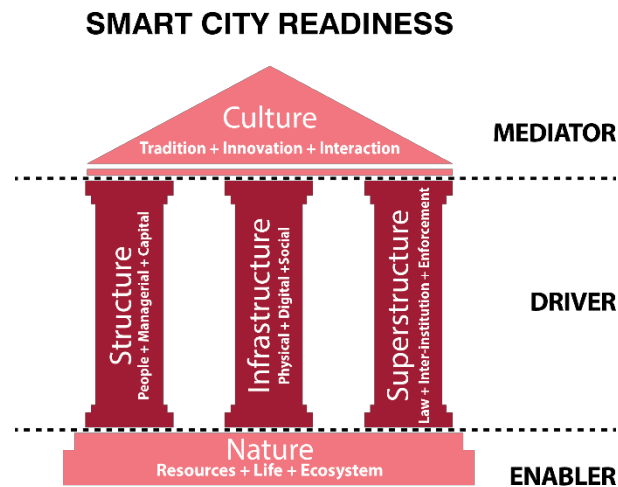 SMART CITY READINESS
Culture
Tradition + Innovation + Interaction
MEDIATOR
Structure
People + Managerial + Capital
Infrastructure
Physical + Digital +Social
Superstructure
Law + Inter-institution + Enforcement
DRIVER
Nature
Resources + Life + Ecosystem
ENABLER